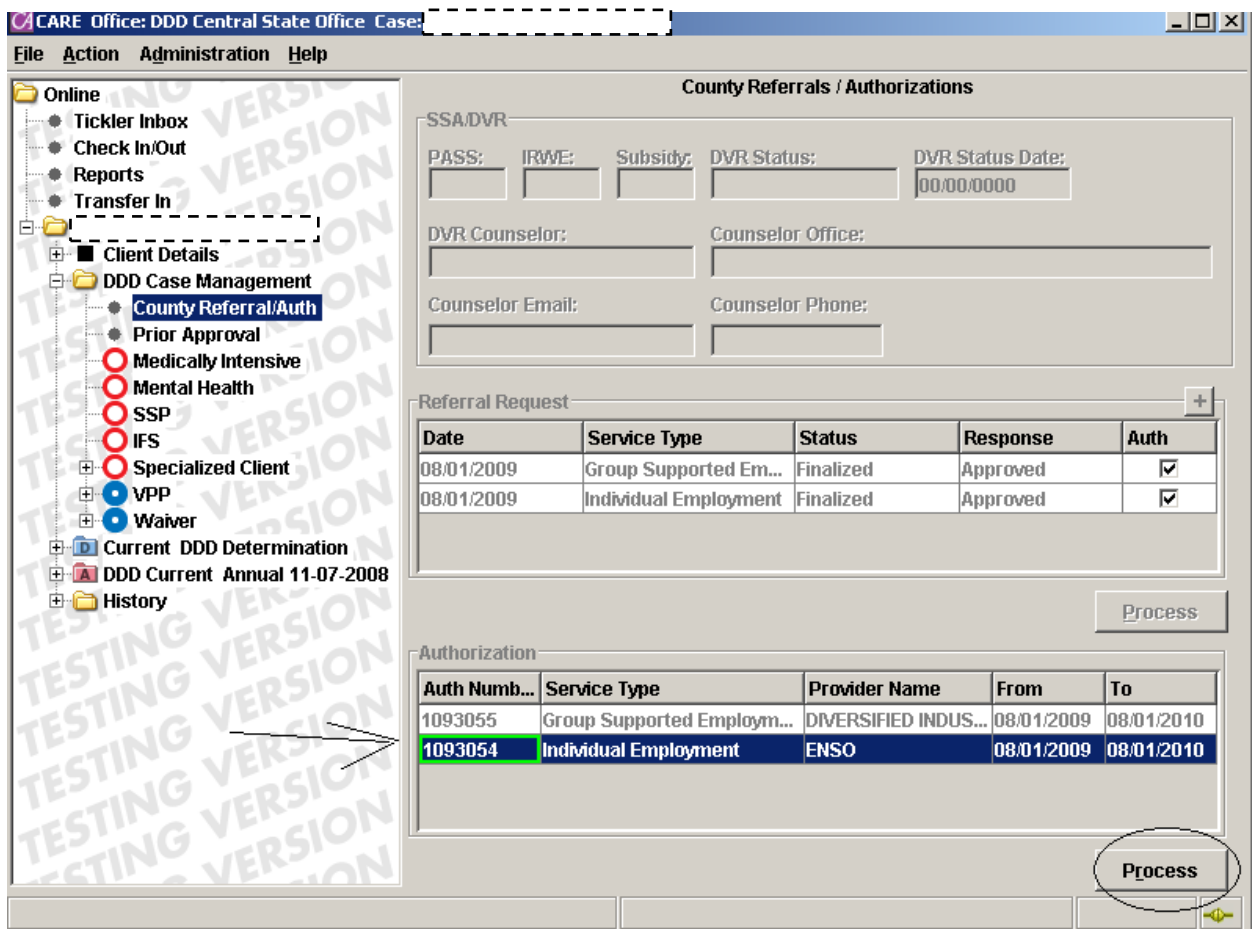 CARE Office: DDD Central State Office Case:
File Action Administration Help
Online
Tickler Inbox
Check In/Out
Reports
Transfer In
Client Details
DDD Case Management
County Referral/Auth
Prior Approval
Medically Intensive
Mental Health
SSP
IFS
Specialized Client
VPP
Waiver
D Current DDD Determination
A DDD Current Annual 11-07-2008
History
TESTING VERSION
County Referrals / Authorizations
SSA/DVR
PASS: IRWE: Subsidy: DVR Status: DVR Status Date:
00/00/0000
DVR Counselor: Counselor Office:
Counselor Email: Counselor Phone:
Referral Request +
Date Service Type Status Response Auth
08/01/2009 Group Supported Em... Finalized Approved
08/01/2009 Individual Employment Finalized Approved
Process
Authorization
Auth Numb... Service Type Provider Name From To
1093055 Group Supported Employm... DIVERSIFIED INDUS... 08/01/2009 08/01/2010
1093054 Individual Employment ENSO 08/01/2009 08/01/2010
Process